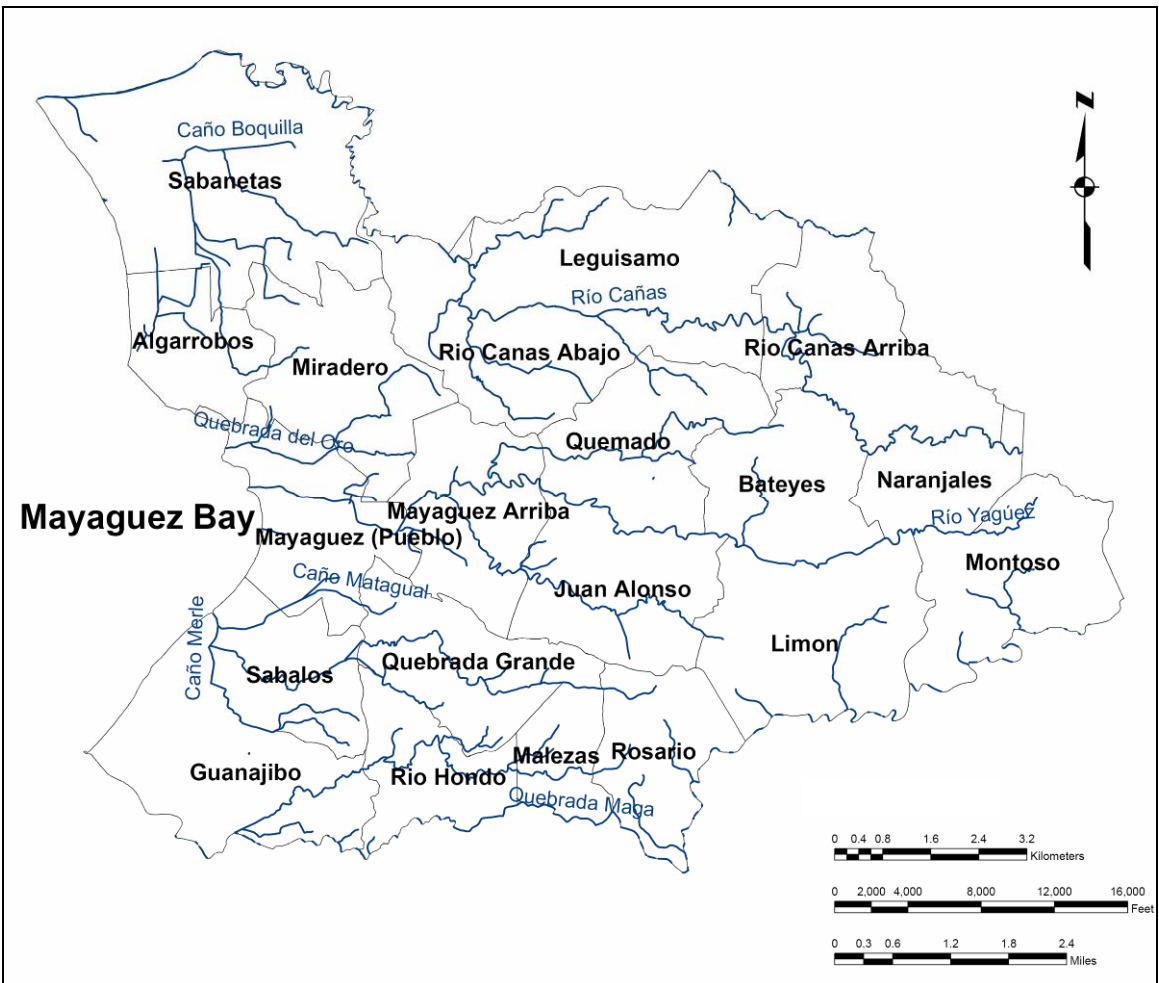 Caño Boquilla
Sabanetas
Leguisamo
Río Cañas
Algarrobos
Miradero
Rio Canas Abajo
Rio Canas Arriba
Quebrada del Oro
Quemado
Bateyes
Naranjales
Mayaguez Bay
Mayaguez Arriba
Mayaguez (Pueblo)
Río Yagüez
Montoso
Caño Matagual
Juan Alonso
Caño Merle
Limon
Sabalos
Quebrada Grande
Guanajibo
Rio Hondo
Malezas
Rosario
Quebrada Maga
N
0 0.4 0.8 1.6 2.4 3.2
Kilometers
0 2,000 4,000 8,000 12,000 16,000
Feet
0 0.3 0.6 1.2 1.8 2.4
Miles